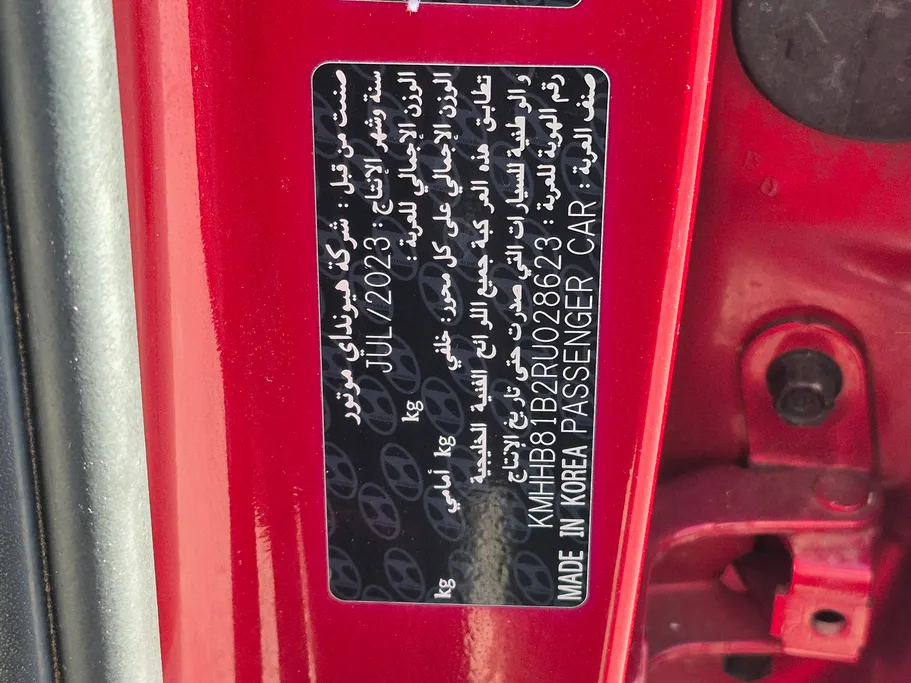 صنعت من قبل : شركة هيونداي موتور
سنة وشهر الإنتاج : JUL/2023
الوزن الإجمالي للعربة : kg
الوزن الإجمالي على كل محور: خلفي kg أمامي kg
تطابق هذه المركبة جميع اللوائح الفنية الخليجية
والوطنية للسيارات التي صدرت حتى تاريخ الإنتاج
رقم الهوية للعربة : KMHHB81B2RU028623
صنف العربة : PASSENGER CAR MADE IN KOREA